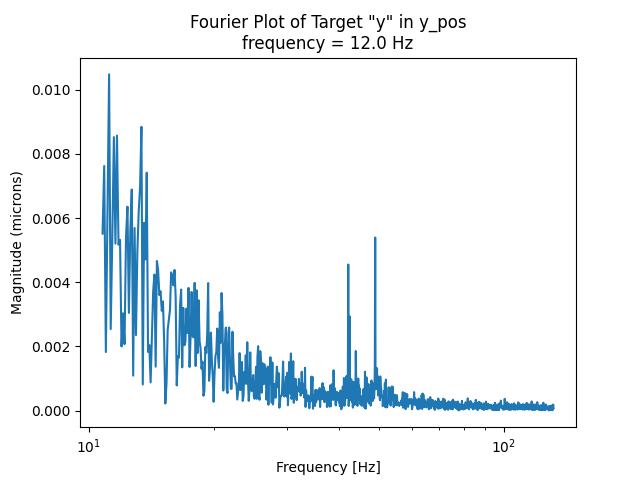 Fourier Plot of Target "y" in y_pos
frequency = 12.0 Hz
0.010
0.008
0.006
0.004
0.002
0.000
Magnitude (microns)
10¹
10²
Frequency [Hz]